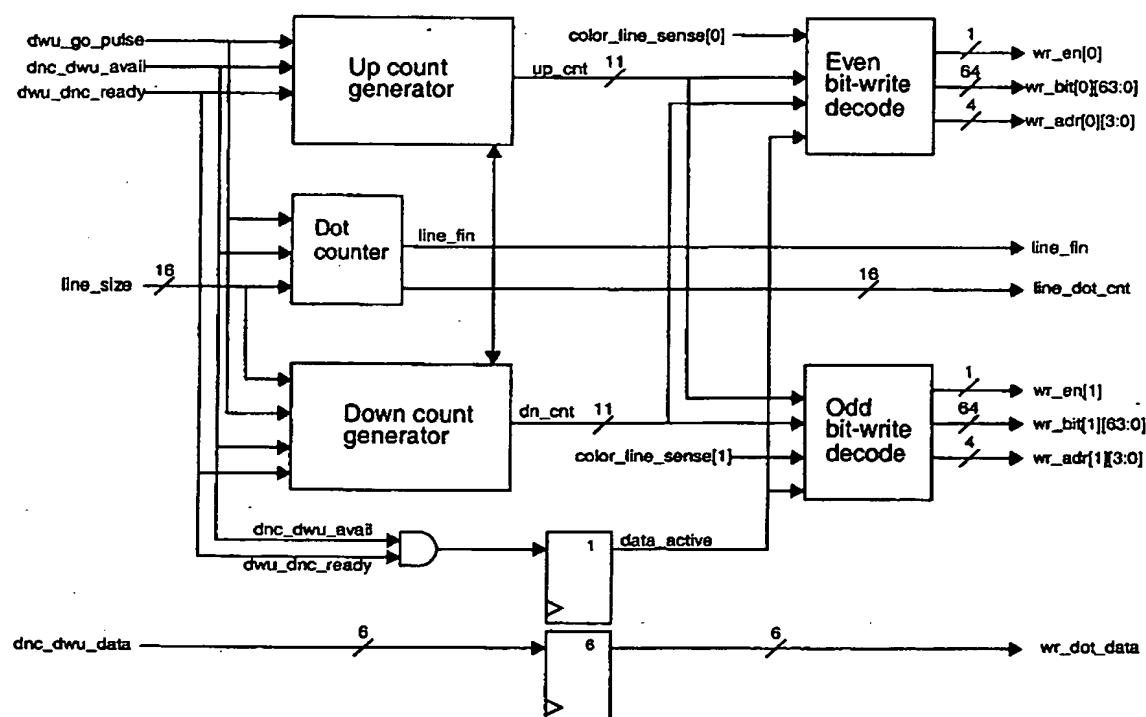 dwu_go_pulse
dnc_dwu_avail
dwu_dnc_ready
Up count
generator
up_cnt
11
color_line_sense[0]
Even
bit-write
decode
1
wr_en[0]
64
wr_bit[0][63:0]
4
wr_adr[0][3:0]
Dot
counter
line_fin
line_fin
line_size
16
16
line_dot_cnt
Down count
generator
dn_cnt
11
color_line_sense[1]
Odd
bit-write
decode
1
wr_en[1]
64
wr_bit[1][63:0]
4
wr_adr[1][3:0]
dnc_dwu_avail
dwu_dnc_ready
1
data_active
dnc_dwu_data
6
6
6
wr_dot_data